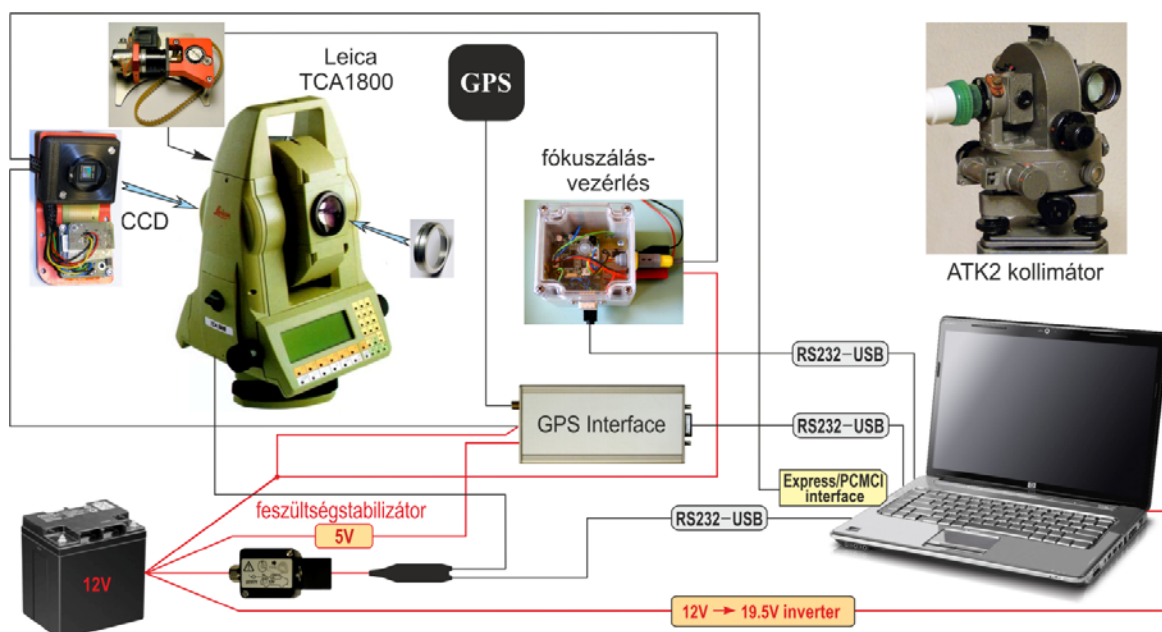 Leica
TCA1800
GPS
fókuszálás-
vezérlés
CCD
ATK2 kollimátor
RS232-USB
GPS Interface
RS232-USB
Express/PCMCI
interface
feszültségstabilizátor
5V
RS232-USB
12V
12V → 19.5V inverter